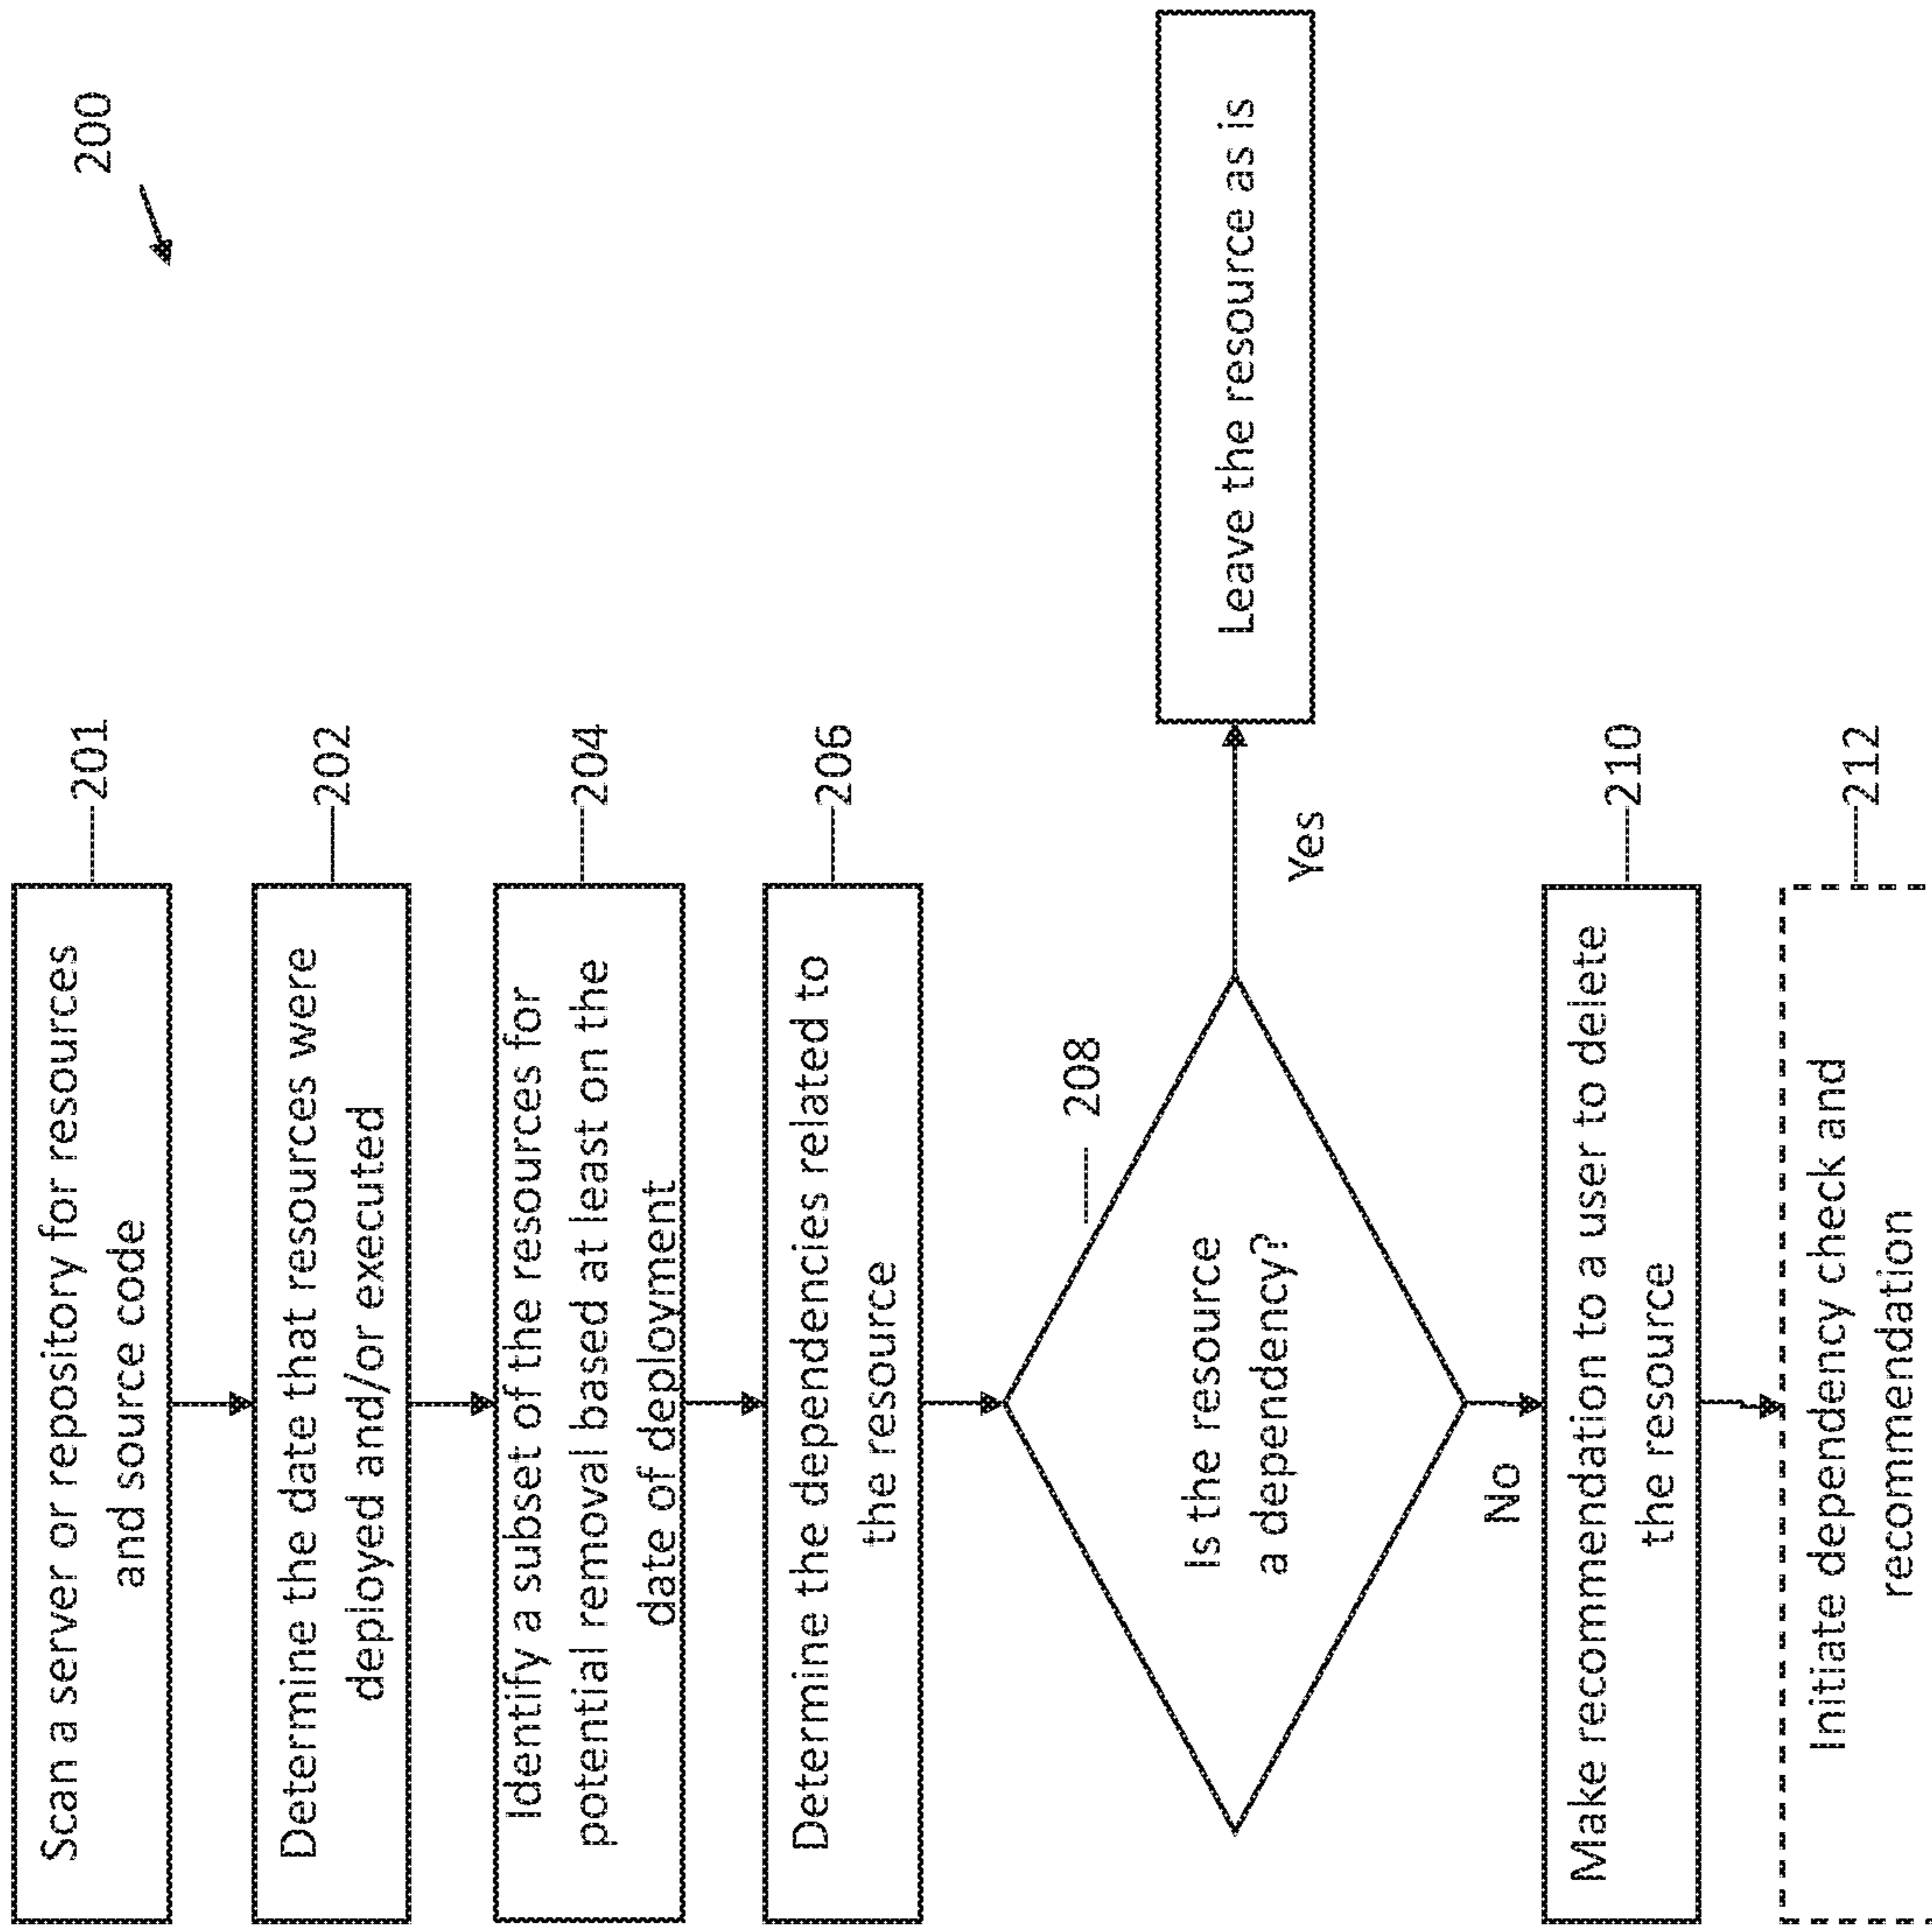 200
Scan a server or repository for resources
and source code
201
Determine the date that resources were
deployed and/or executed
202
Identify a subset of the resources for
potential removal based at least on the
date of deployment
204
Determine the dependencies related to
the resource
206
208
Is the resource
a dependency?
Yes
Leave the resource as is
No
Make recommendation to a user to delete
the resource
210
Initiate dependency check and
recommendation
212